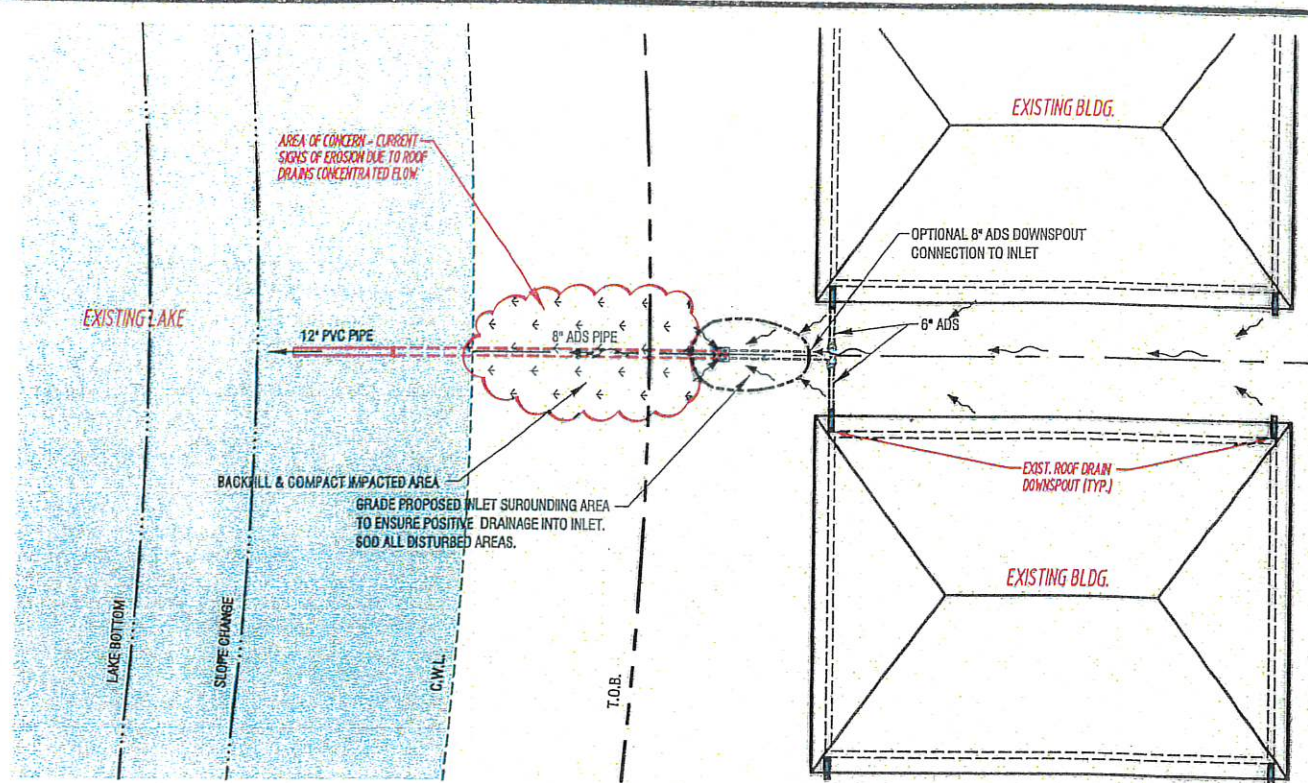 EXISTING BLDG.
AREA OF CONCERN - CURRENT
SIGNS OF EROSION DUE TO ROOF
DRAINS CONCENTRATED FLOW.
OPTIONAL 8" ADS DOWNSPOUT
CONNECTION TO INLET
EXISTING LAKE
12" PVC PIPE
8" ADS PIPE
6" ADS
BACKFILL & COMPACT IMPACTED AREA
GRADE PROPOSED INLET SUROUNDING AREA
TO ENSURE POSITIVE DRAINAGE INTO INLET.
SOD ALL DISTURBED AREAS.
EXIST. ROOF DRAIN
DOWNSPOUT (TYP.)
EXISTING BLDG.
LAKE BOTTOM
SLOPE CHANGE
C.W.L.
T.O.B.